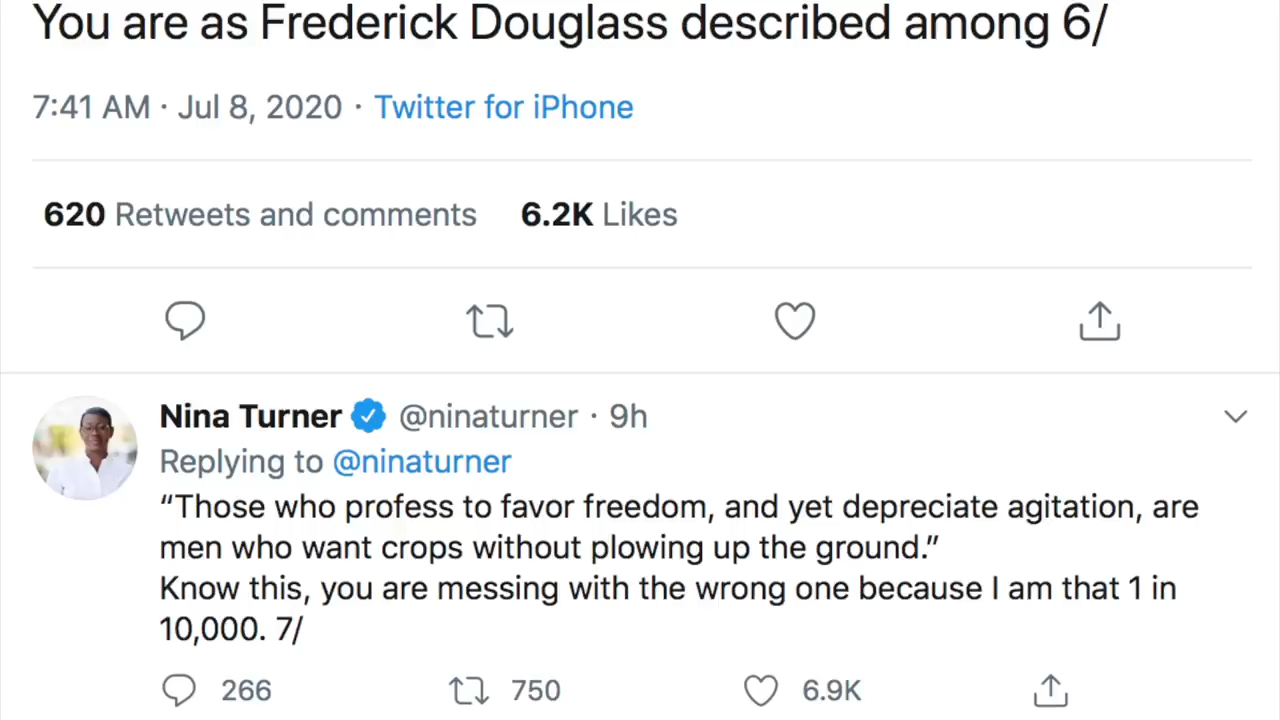 You are as Frederick Douglass described among 6/
7:41 AM · Jul 8, 2020 · Twitter for iPhone
620 Retweets and comments 6.2K Likes
Nina Turner @ninaturner · 9h
Replying to @ninaturner
“Those who profess to favor freedom, and yet depreciate agitation, are
men who want crops without plowing up the ground.”
Know this, you are messing with the wrong one because I am that 1 in
10,000. 7/
266 750 6.9K